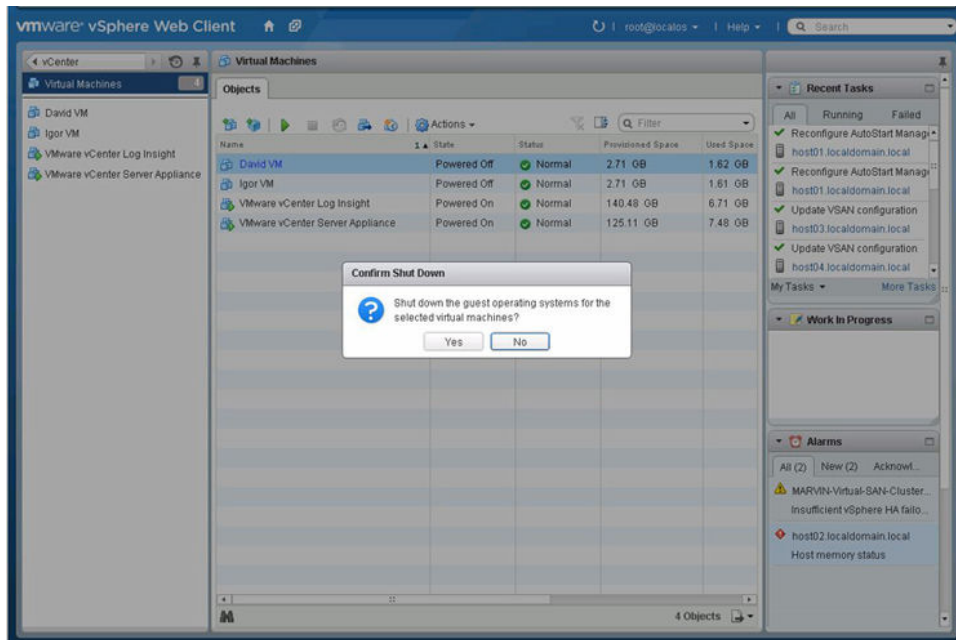 vmware® vSphere Web Client
root@localos
Help
Search
vCenter
Virtual Machines
4
David VM
Igor VM
VMware vCenter Log Insight
VMware vCenter Server Appliance
Virtual Machines
Objects
Actions
Filter
Name 1 State Status Provisioned Space Used Space
David VM Powered Off Normal 2.71 GB 1.62 GB
Igor VM Powered Off Normal 2.71 GB 1.61 GB
VMware vCenter Log Insight Powered On Normal 140.48 GB 6.71 GB
VMware vCenter Server Appliance Powered On Normal 125.11 GB 7.48 GB
Confirm Shut Down
Shut down the guest operating systems for the
selected virtual machines?
Yes No
4 Objects
Recent Tasks
All Running Failed
Reconfigure AutoStart Manag
host01.localdomain.local
Reconfigure AutoStart Manag
host01.localdomain.local
Update VSAN configuration
host03.localdomain.local
Update VSAN configuration
host04.localdomain.local
My Tasks More Tasks
Work In Progress
Alarms
All (2) New (2) Acknowl...
MARVIN-Virtual-SAN-Cluster...
Insufficient vSphere HA failo...
host02.localdomain.local
Host memory status